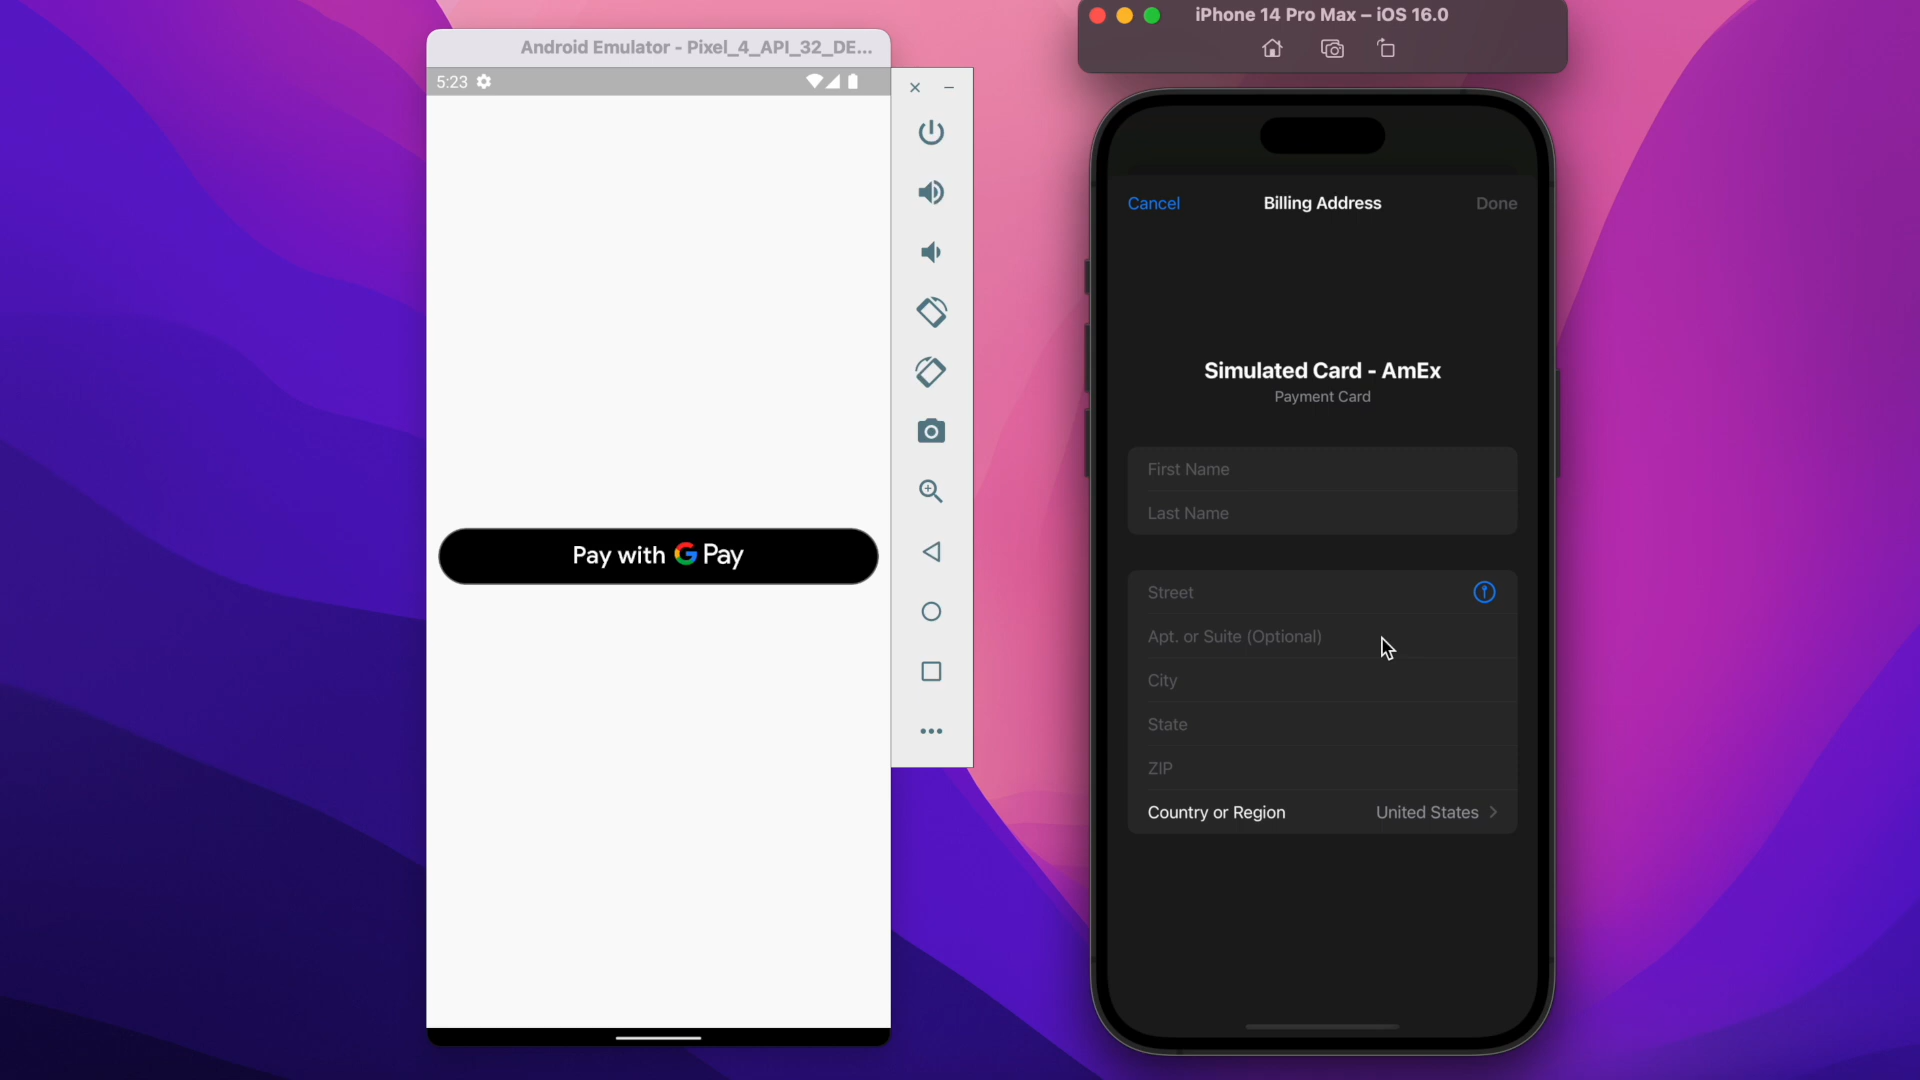 Android Emulator - Pixel_4_API_32_DE...
5:23
Pay with G Pay
iPhone 14 Pro Max – iOS 16.0
Cancel
Billing Address
Done
Simulated Card - AmEx
Payment Card
First Name
Last Name
Street
Apt. or Suite (Optional)
City
State
ZIP
Country or Region
United States